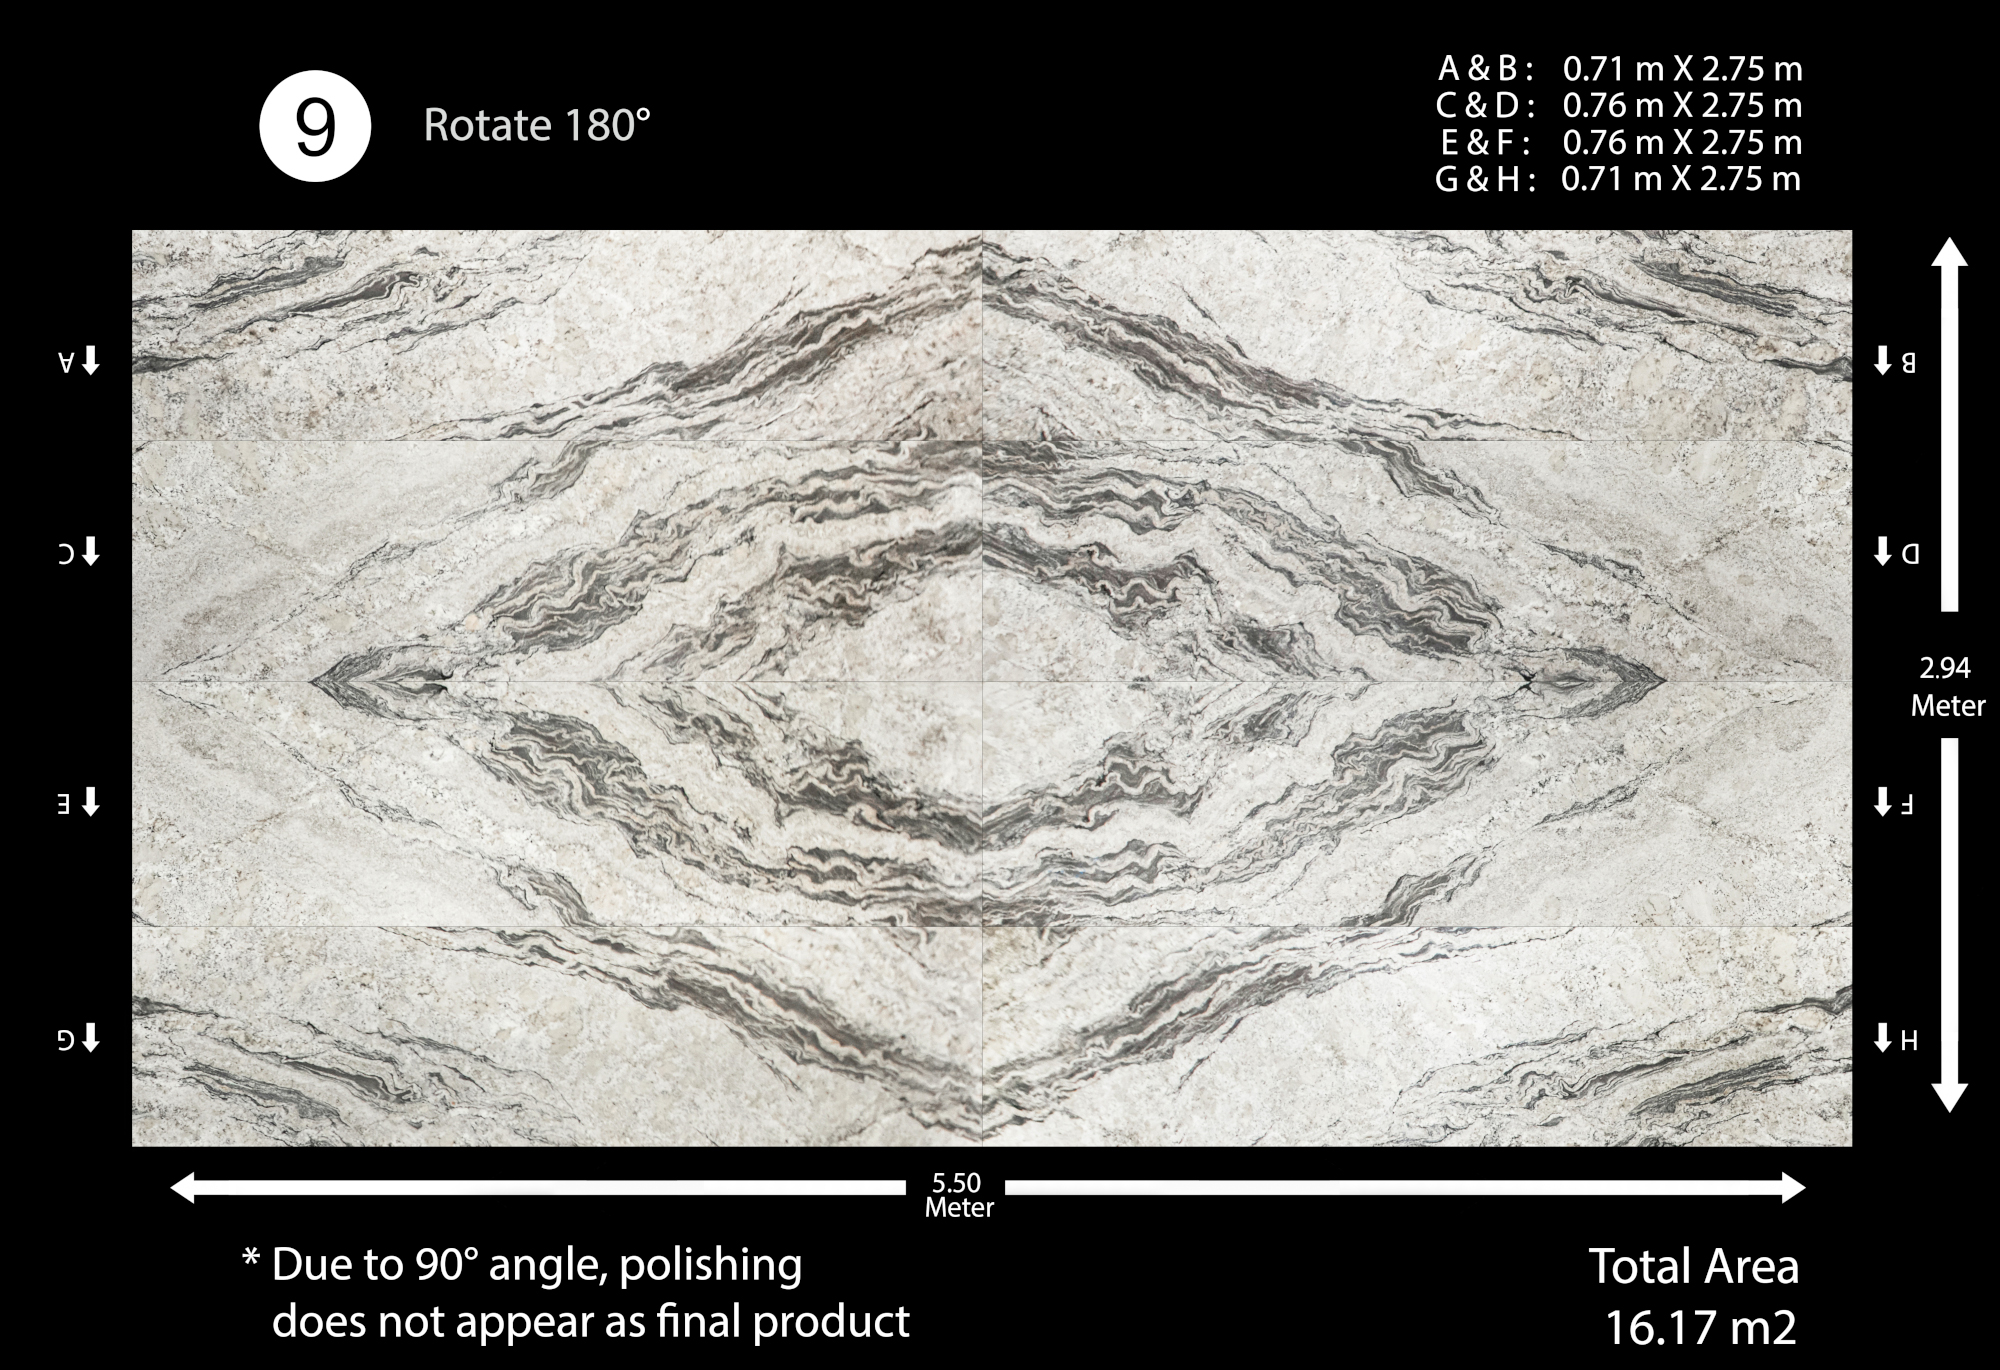 9 Rotate 180°
A & B : 0.71 m X 2.75 m
C & D : 0.76 m X 2.75 m
E & F : 0.76 m X 2.75 m
G & H : 0.71 m X 2.75 m
A
B
C
D
2.94
Meter
E
F
G
H
5.50
Meter
* Due to 90° angle, polishing
does not appear as final product
Total Area
16.17 m2